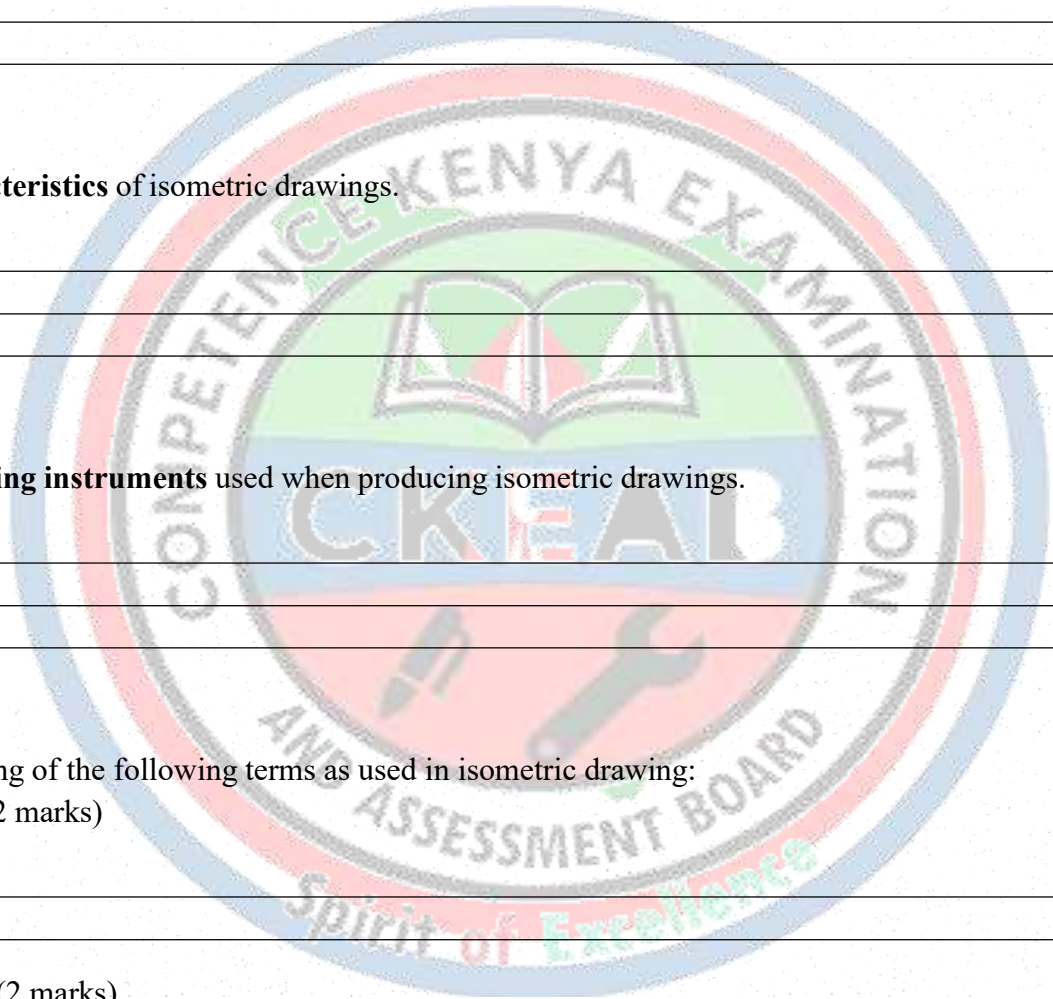 COMPETENCE KENYA EXAMINATION
teristics of isometric drawings.
CKEAB
ing instruments used when producing isometric drawings.
AND ASSESSMENT BOARD
ng of the following terms as used in isometric drawing:
2 marks)
Spirit of Excellence
(2 marks)